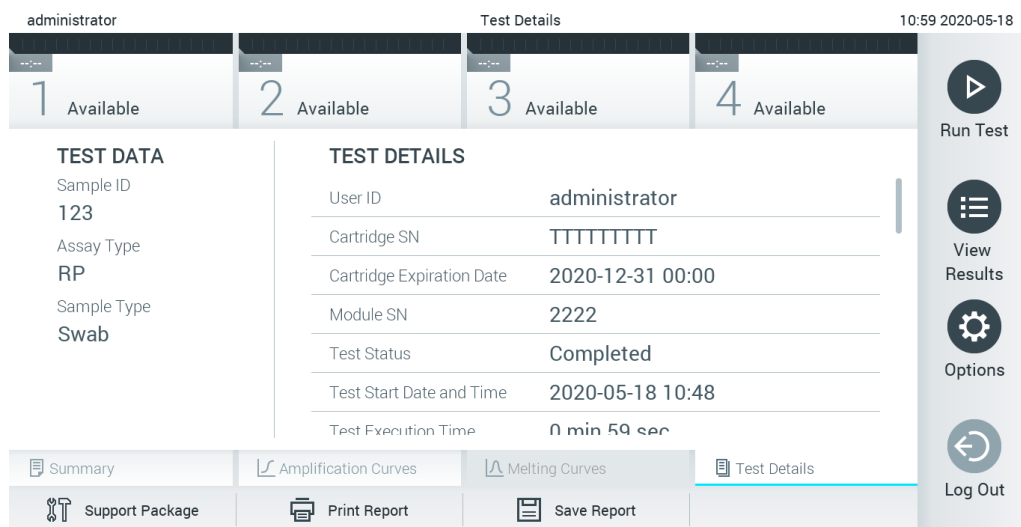 administrator Test Details 10:59 2020-05-18
--:-- --:-- --:-- --:--
1 Available 2 Available 3 Available 4 Available
Run Test
TEST DATA
Sample ID
123
Assay Type
RP
Sample Type
Swab
TEST DETAILS
User ID administrator
Cartridge SN TTTTTTTTT
Cartridge Expiration Date 2020-12-31 00:00
Module SN 2222
Test Status Completed
Test Start Date and Time 2020-05-18 10:48
Test Execution Time 0 min 59 sec
View
Results
Options
Log Out
Summary Amplification Curves Melting Curves Test Details
Support Package Print Report Save Report